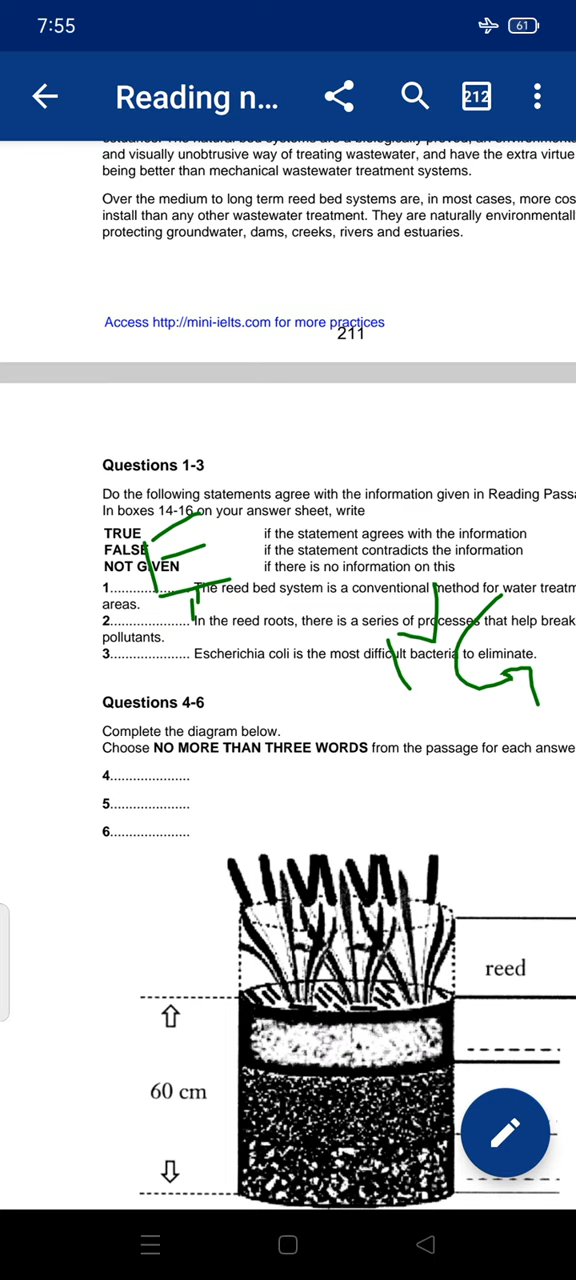 7:55
61
Reading n...
212
and visually unobtrusive way of treating wastewater, and have the extra virtue
being better than mechanical wastewater treatment systems.
Over the medium to long term reed bed systems are, in most cases, more cos
install than any other wastewater treatment. They are naturally environmentall
protecting groundwater, dams, creeks, rivers and estuaries.
Access http://mini-ielts.com for more practices
211
Questions 1-3
Do the following statements agree with the information given in Reading Passa
In boxes 14-16 on your answer sheet, write
TRUE if the statement agrees with the information
FALSE if the statement contradicts the information
NOT GIVEN if there is no information on this
F
1..................... The reed bed system is a conventional method for water treatm
areas.
T
2..................... In the reed roots, there is a series of processes that help break
pollutants.
NG
3..................... Escherichia coli is the most difficult bacteria to eliminate.
Questions 4-6
Complete the diagram below.
Choose NO MORE THAN THREE WORDS from the passage for each answe
4.....................
5.....................
6.....................
reed
60 cm